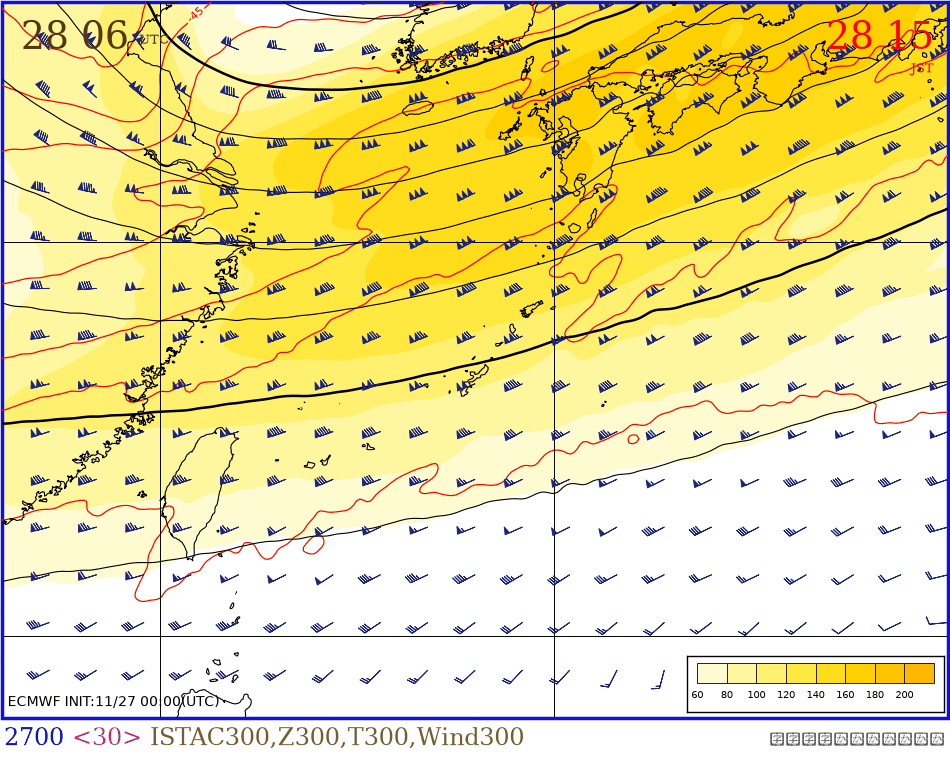 28 06 UTC
28 15 JST
-45
60 80 100 120 140 160 180 200
ECMWF INIT:11/27 00:00(UTC)
2700 <30> ISTAC300,Z300,T300,Wind300